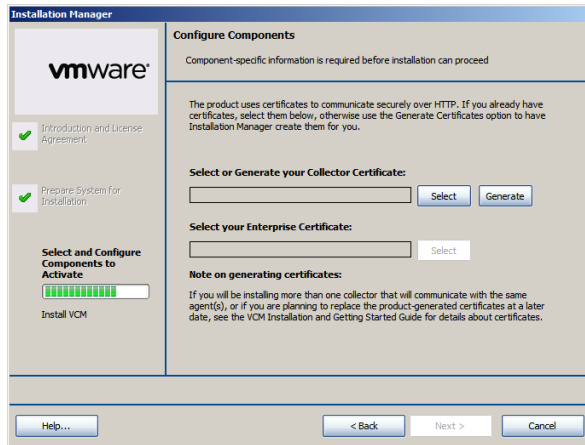 Installation Manager
vmware
Configure Components
Component-specific information is required before installation can proceed
Introduction and License
Agreement
Prepare System for
Installation
Select and Configure
Components to
Activate
Install VCM
The product uses certificates to communicate securely over HTTP. If you already have
certificates, select them below, otherwise use the Generate Certificates option to have
Installation Manager create them for you.
Select or Generate your Collector Certificate:
Select
Generate
Select your Enterprise Certificate:
Select
Note on generating certificates:
If you will be installing more than one collector that will communicate with the same
agent(s), or if you are planning to replace the product-generated certificates at a later
date, see the VCM Installation and Getting Started Guide for details about certificates.
Help...
< Back
Next >
Cancel